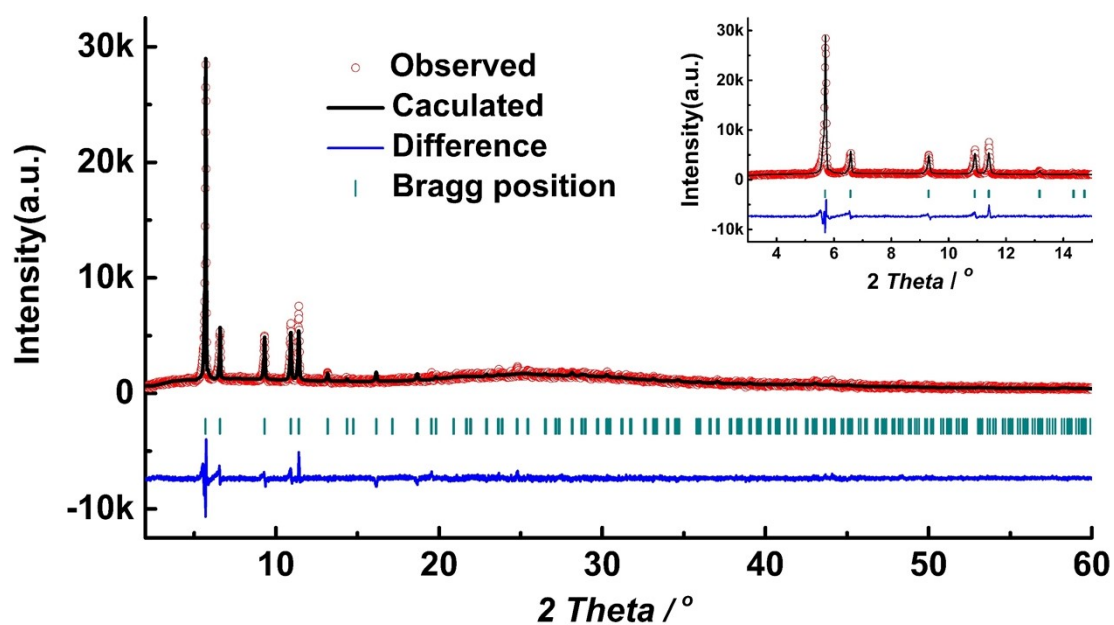 30k
20k
10k
0
-10k
Intensity(a.u.)
Observed
Caculated
Difference
Bragg position
10
20
30
40
50
60
2 Theta / °
30k
20k
10k
0
-10k
Intensity(a.u.)
4
6
8
10
12
14
2 Theta / °